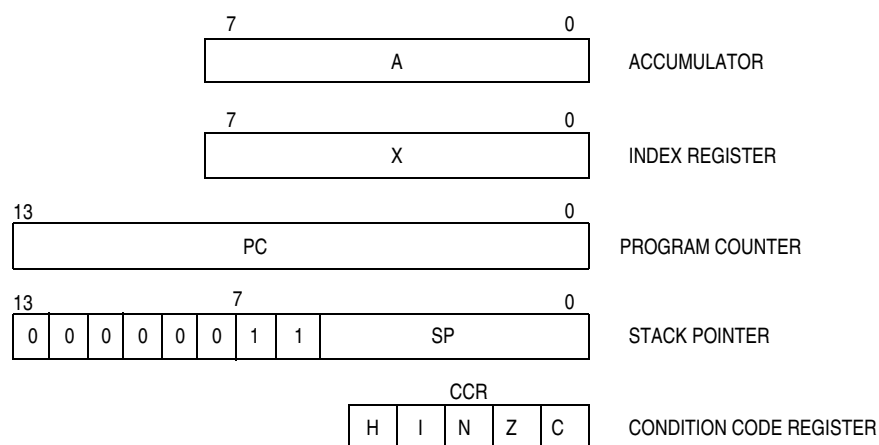 7 0
A ACCUMULATOR
7 0
X INDEX REGISTER
13 0
PC PROGRAM COUNTER
13 7 0
0 0 0 0 0 0 1 1 SP STACK POINTER
CCR
H I N Z C CONDITION CODE REGISTER